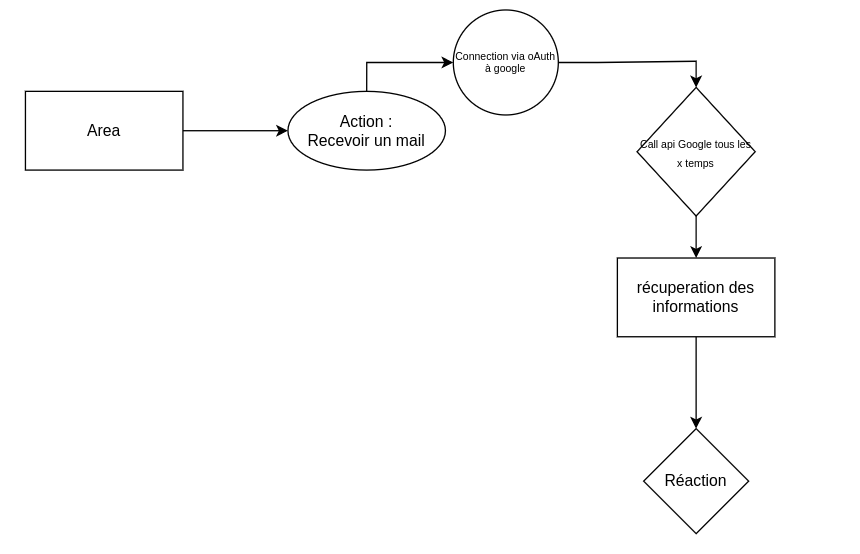 Connection via oAuth
à google
Area
Action :
Recevoir un mail
Call api Google tous les
x temps
récuperation des
informations
Réaction